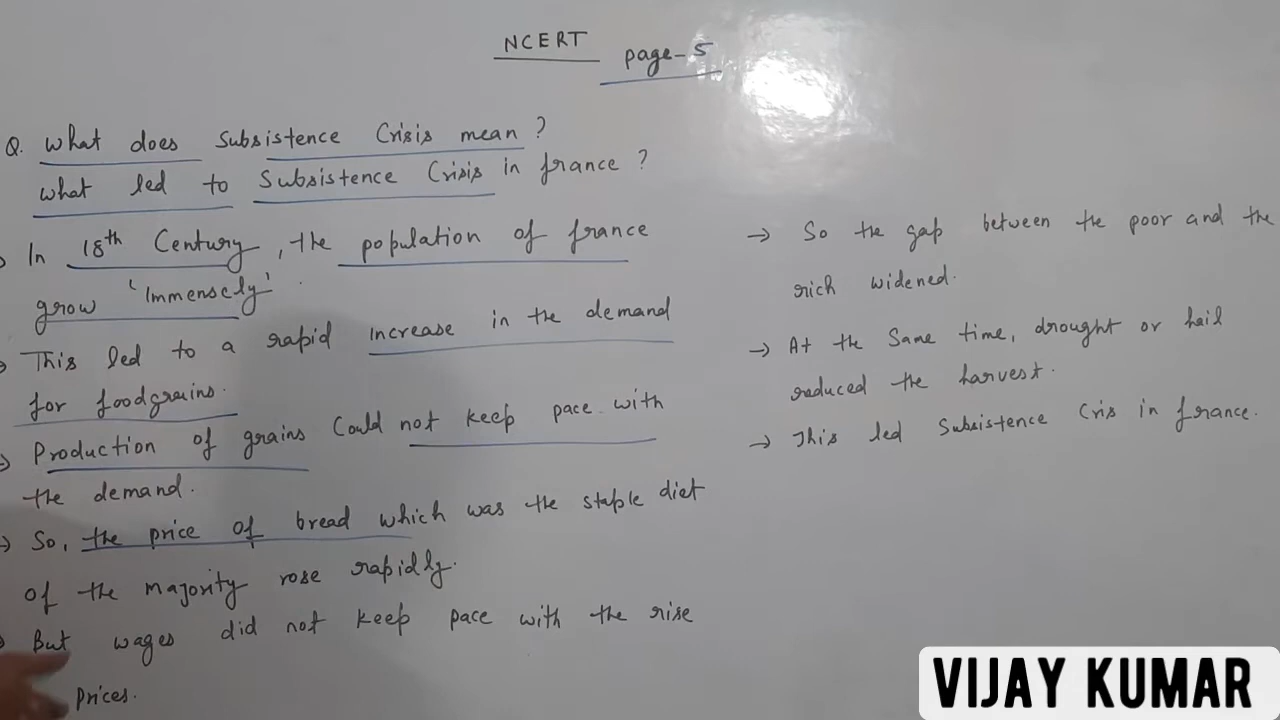 NCERT page-5
Q. What does Subsistence Crisis mean ?
what led to Subsistence Crisis in france ?
→ In 18th Century, the population of france
grow 'Immensely'.
→ This led to a rapid increase in the demand
for foodgrains.
→ Production of grains Could not keep pace with
the demand.
→ So, the price of bread which was the staple diet
of the majority rose rapidly.
→ But wages did not keep pace with the rise
prices.
→ So the gap between the poor and the
rich widened.
→ At the Same time, drought or hail
reduced the harvest.
→ This led Subsistence Cris in france.
VIJAY KUMAR